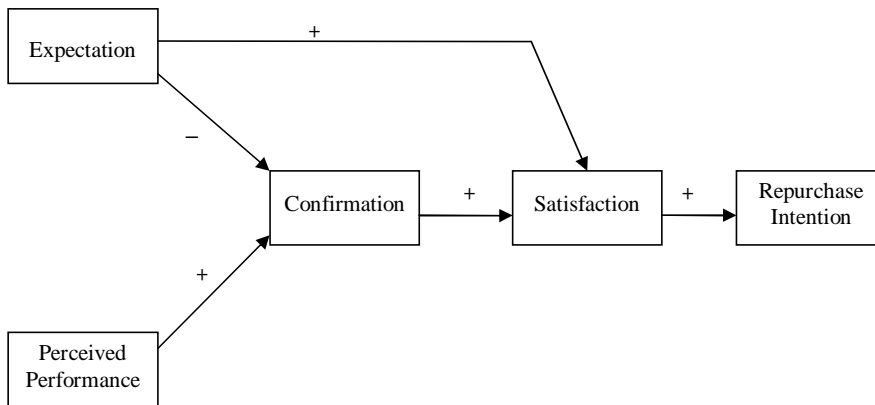 Expectation
+
−
Confirmation
+
Satisfaction
+
Repurchase
Intention
+
Perceived
Performance